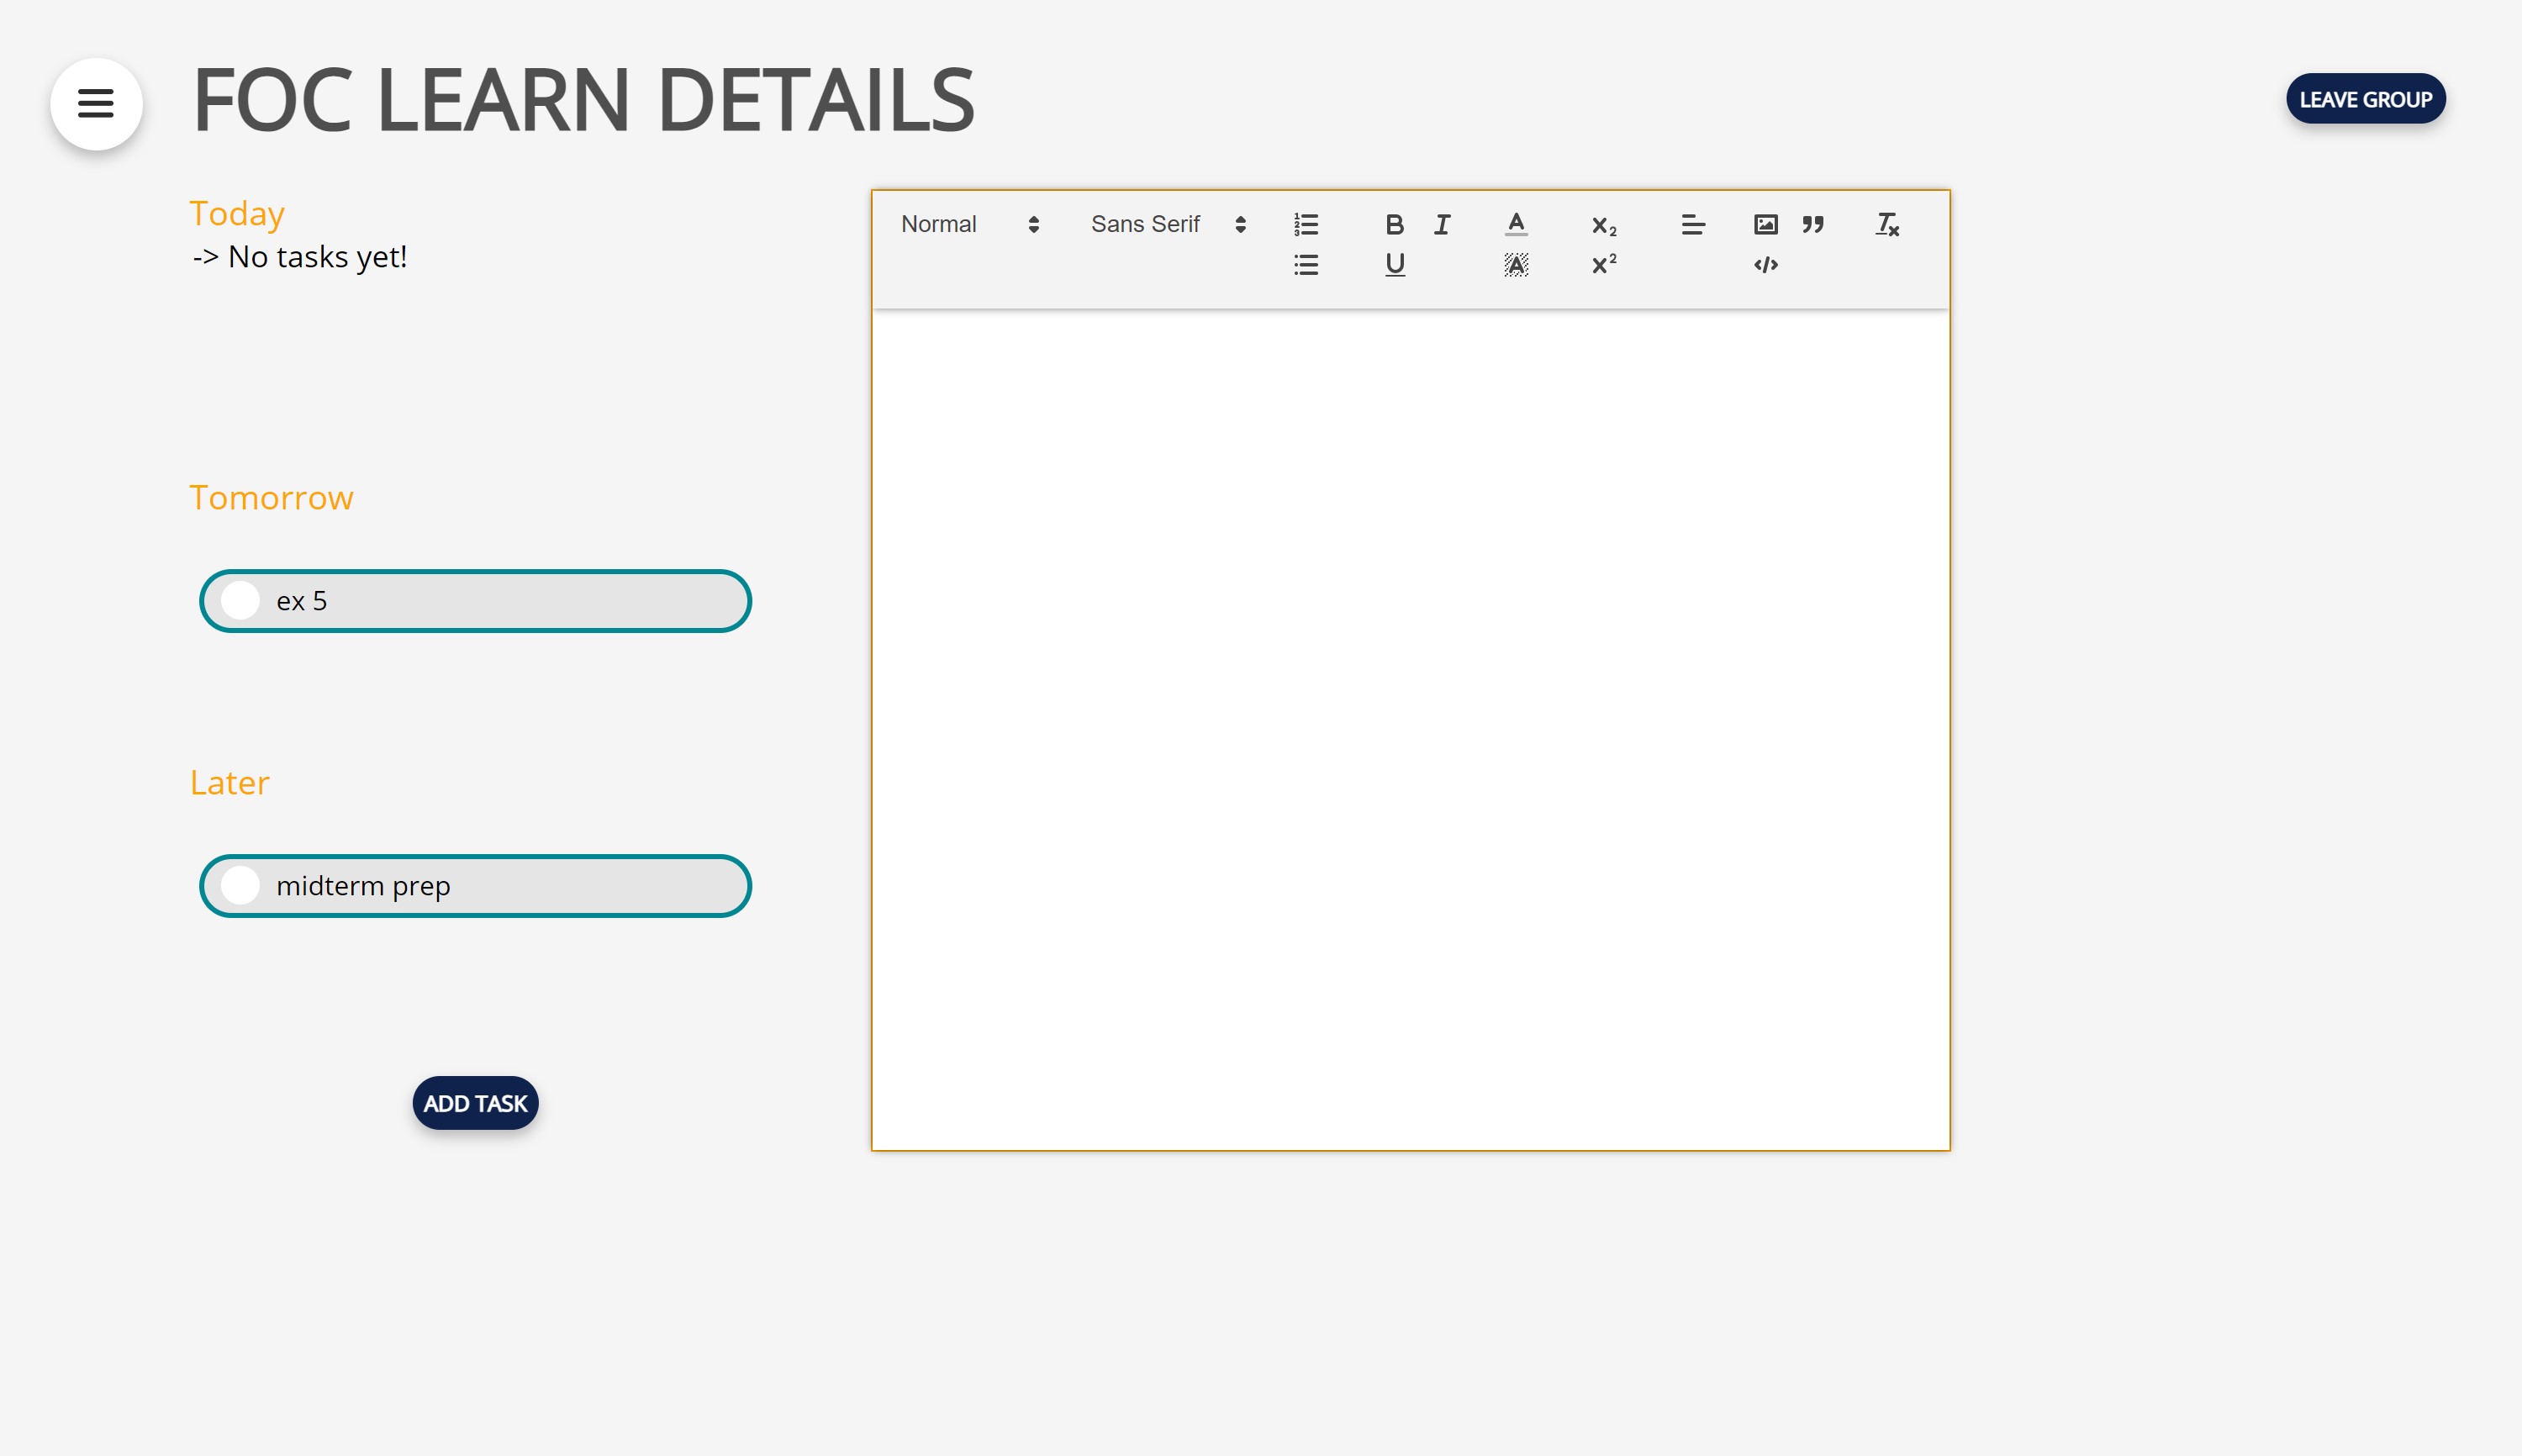 FOC LEARN DETAILS
LEAVE GROUP
Today
-> No tasks yet!
Tomorrow
ex 5
Later
midterm prep
ADD TASK
Normal
Sans Serif